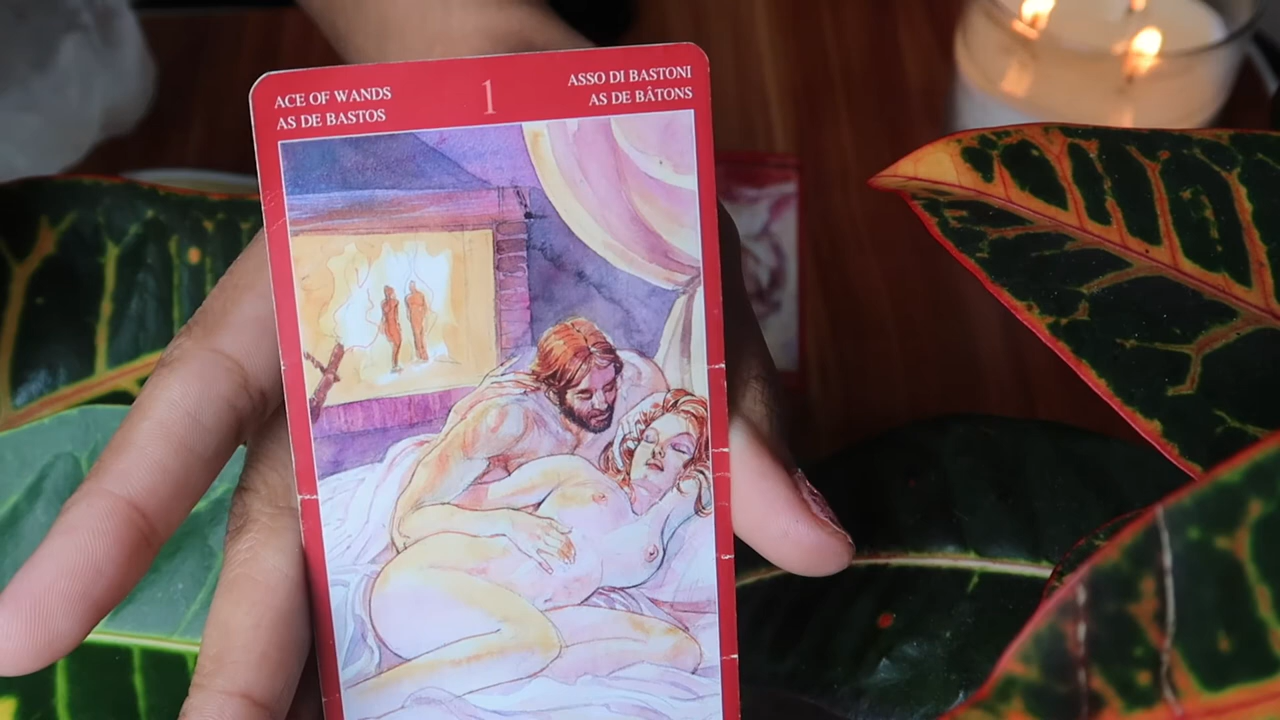 ACE OF WANDS
AS DE BASTOS
1
ASSO DI BASTONI
AS DE BÂTONS